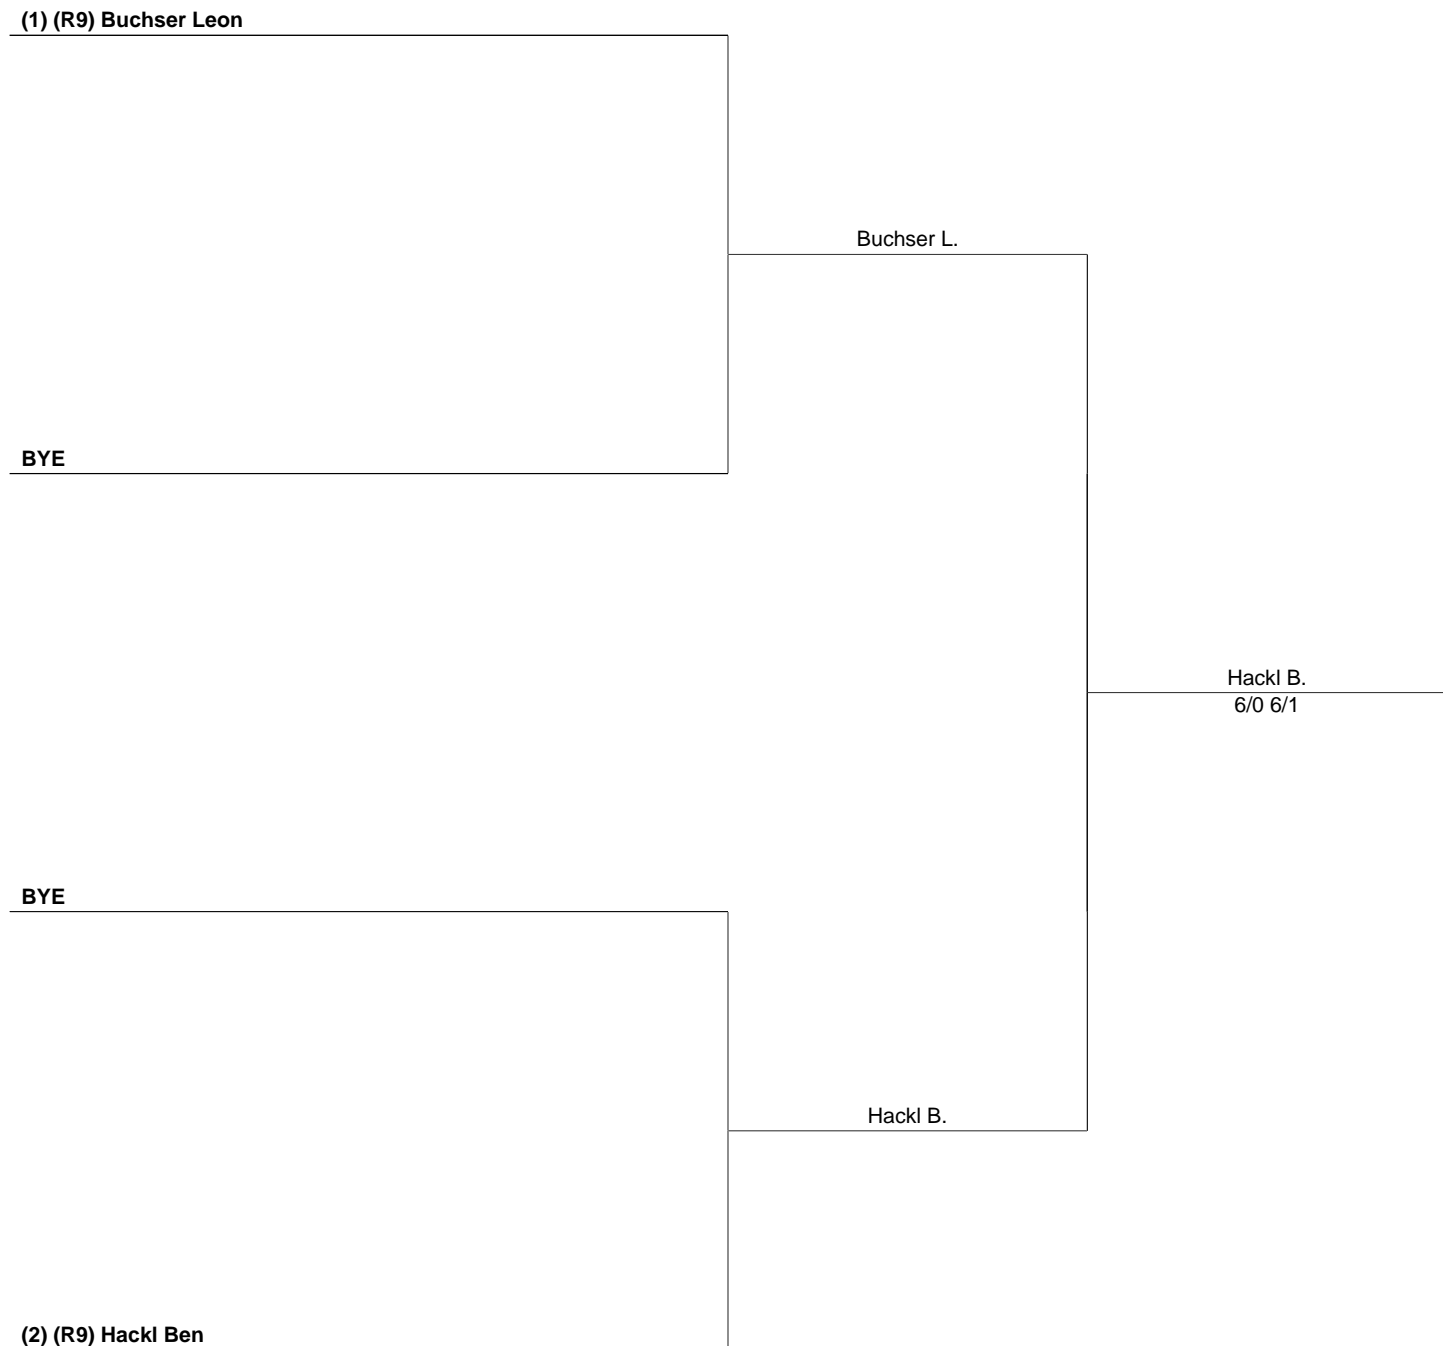 (1) (R9) Buchser Leon
Buchser L.
BYE
Hackl B.
6/0 6/1
BYE
Hackl B.
(2) (R9) Hackl Ben